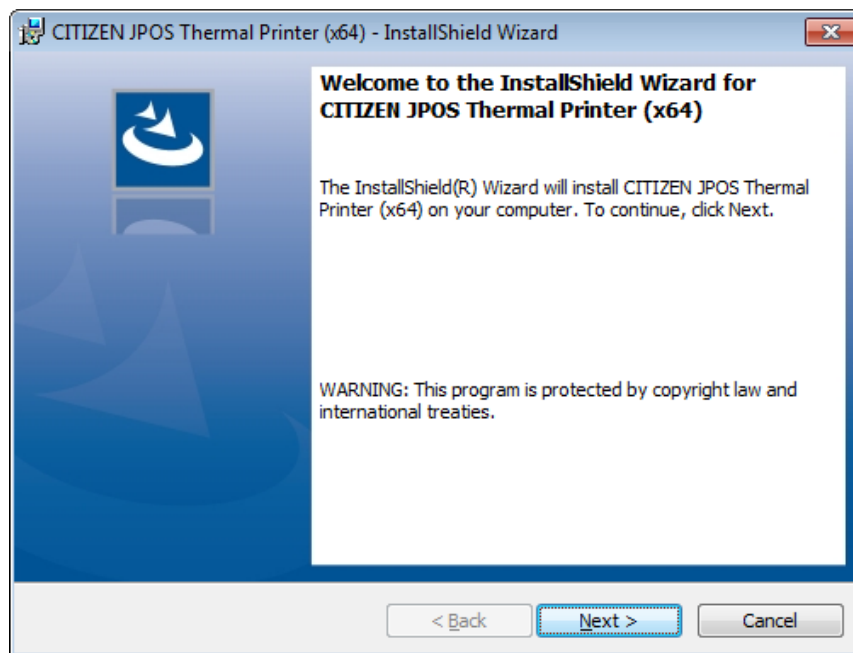 CITIZEN JPOS Thermal Printer (x64) - InstallShield Wizard
Welcome to the InstallShield Wizard for
CITIZEN JPOS Thermal Printer (x64)
The InstallShield(R) Wizard will install CITIZEN JPOS Thermal
Printer (x64) on your computer. To continue, click Next.
WARNING: This program is protected by copyright law and
international treaties.
< Back
Next >
Cancel